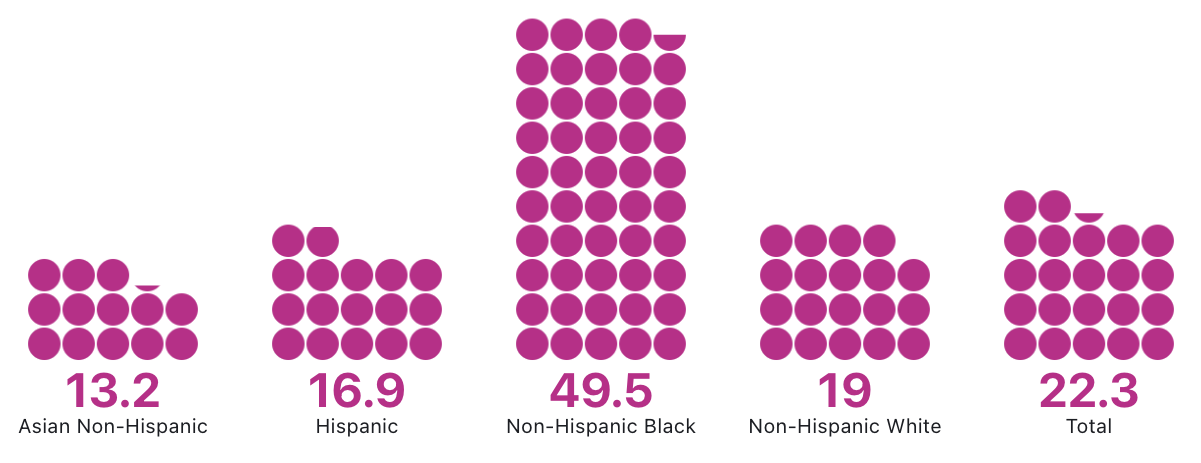 13.2
Asian Non-Hispanic
16.9
Hispanic
49.5
Non-Hispanic Black
19
Non-Hispanic White
22.3
Total